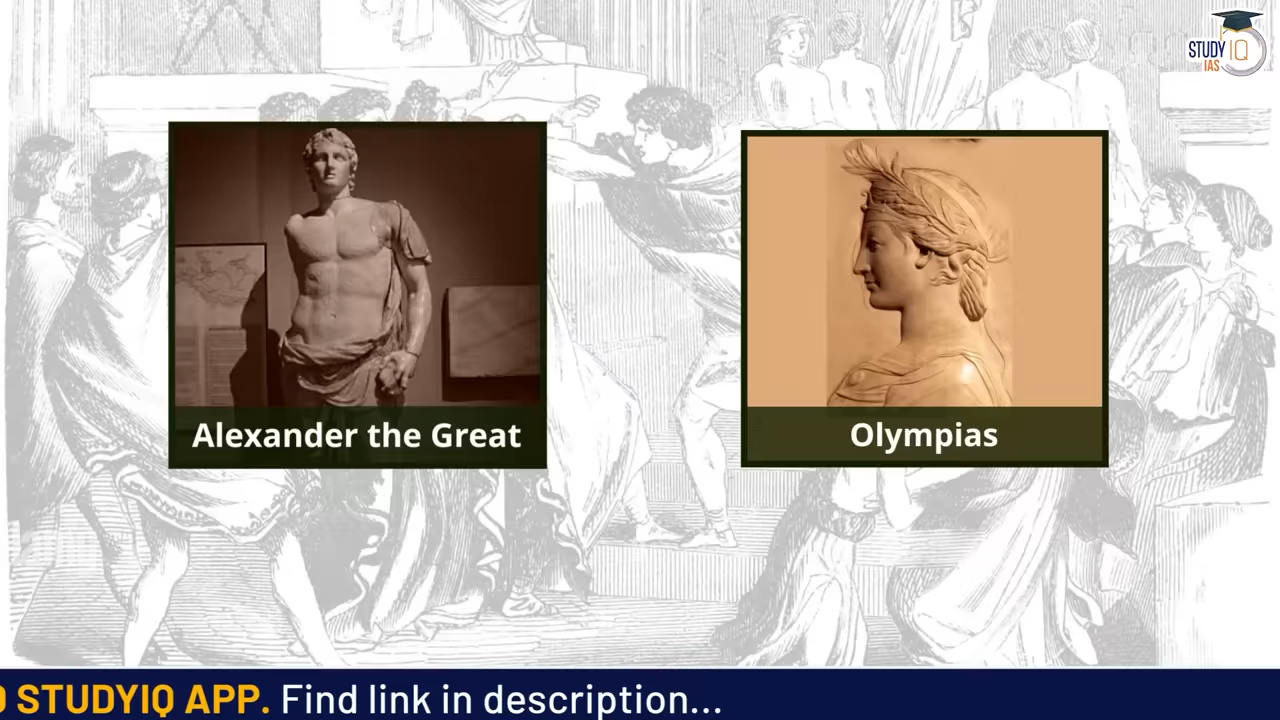 STUDY IQ
IAS
Alexander the Great
Olympias
STUDYIQ APP. Find link in description...